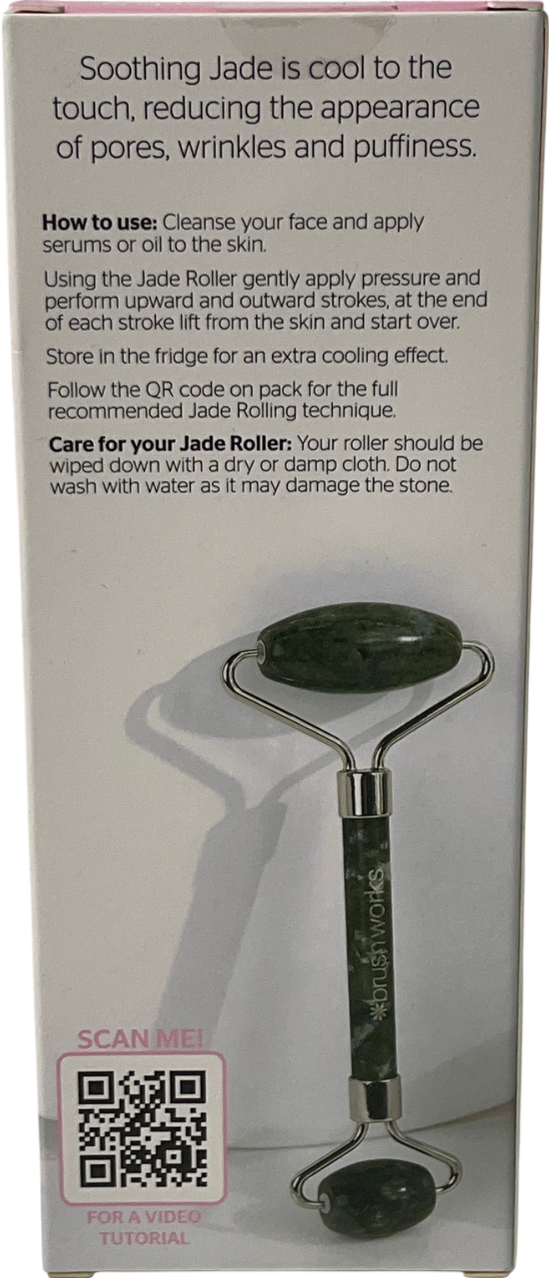 Soothing Jade is cool to the
touch, reducing the appearance
of pores, wrinkles and puffiness.
How to use: Cleanse your face and apply
serums or oil to the skin.
Using the Jade Roller gently apply pressure and
perform upward and outward strokes, at the end
of each stroke lift from the skin and start over.
Store in the fridge for an extra cooling effect.
Follow the QR code on pack for the full
recommended Jade Rolling technique.
Care for your Jade Roller: Your roller should be
wiped down with a dry or damp cloth. Do not
wash with water as it may damage the stone.
*brushworks
SCAN ME!
FOR A VIDEO
TUTORIAL